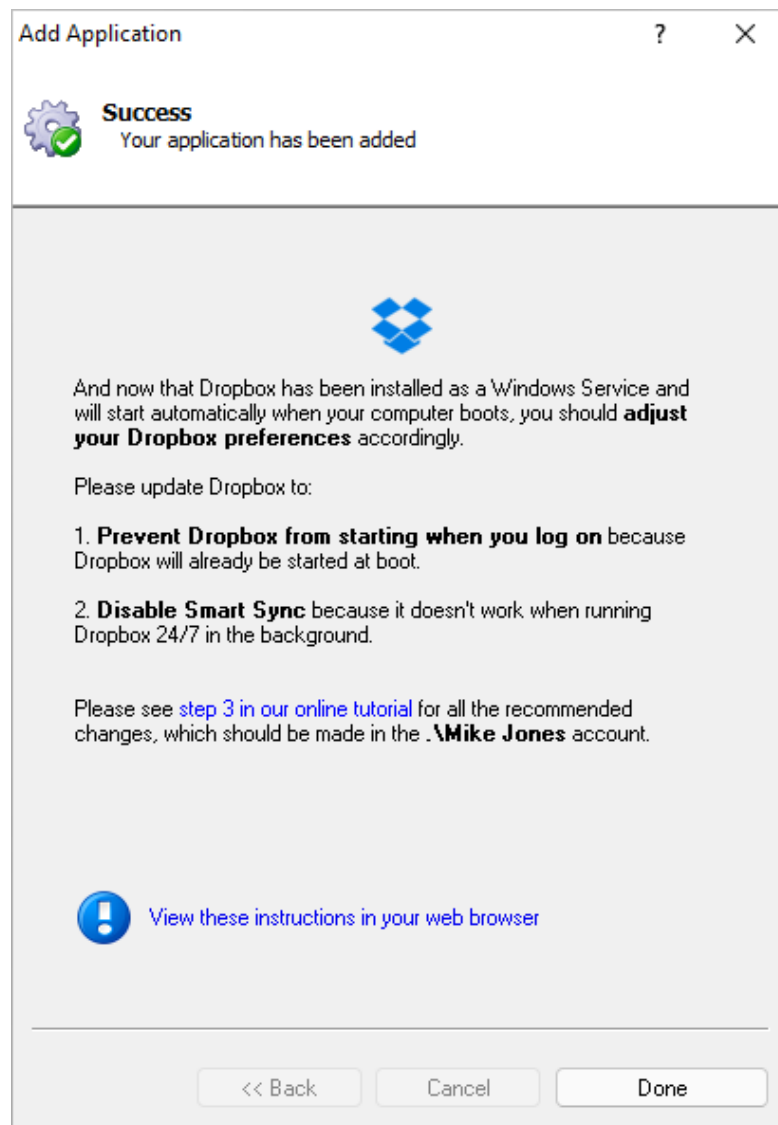 Add Application
?
Success
Your application has been added
And now that Dropbox has been installed as a Windows Service and
will start automatically when your computer boots, you should adjust
your Dropbox preferences accordingly.
Please update Dropbox to:
1. Prevent Dropbox from starting when you log on because
Dropbox will already be started at boot.
2. Disable Smart Sync because it doesn't work when running
Dropbox 24/7 in the background.
Please see step 3 in our online tutorial for all the recommended
changes, which should be made in the .\Mike Jones account.
View these instructions in your web browser
<< Back
Cancel
Done